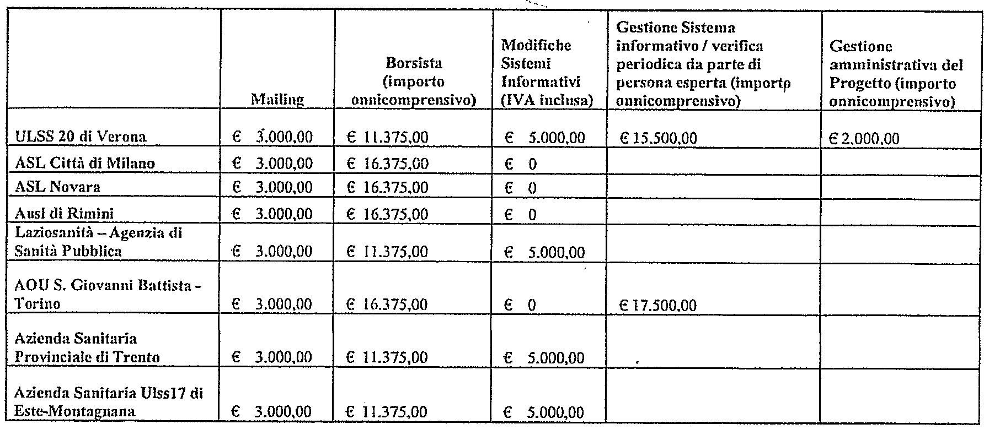 Mailing
Borsista
(importo
onnicomprensivo)
Modifiche
Sistemi
Informativi
(IVA inclusa)
Gestione Sistema
informativo / verifica
periodica da parte di
persona esperta (importo
onnicomprensivo)
Gestione
amministrativa del
Progetto (importo
onnicomprensivo)
ULSS 20 di Verona € 3.000,00 € 11.375,00 € 5.000,00 € 15.500,00 € 2.000,00
ASL Città di Milano € 3.000,00 € 16.375,00 € 0
ASL Novara € 3.000,00 € 16.375,00 € 0
Ausl di Rimini € 3.000,00 € 16.375,00 € 0
Laziosanità – Agenzia di
Sanità Pubblica € 3.000,00 € 11.375,00 € 5.000,00
AOU S. Giovanni Battista -
Torino € 3.000,00 € 16.375,00 € 0 € 17.500,00
Azienda Sanitaria
Provinciale di Trento € 3.000,00 € 11.375,00 € 5.000,00
Azienda Sanitaria Ulss17 di
Este-Montagnana € 3.000,00 € 11.375,00 € 5.000,00